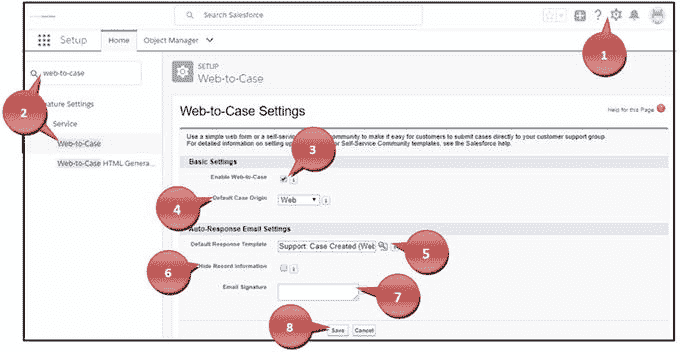 Search Salesforce
Setup Home Object Manager
1
web-to-case
SETUP
Web-to-Case
2
ature Settings
Service
Web-to-Case
Web-to-Case HTML Genera...
Web-to-Case Settings
Help for this Page
Use a simple web form or a self-serv ommunity to make it easy for customers to submit cases directly to your customer support group.
For detailed information on setting up or Self-Service Community templates, see the Salesforce help.
3
Basic Settings
Enable Web-to-Case
4
Default Case Origin Web
Auto-Response Email Settings
Default Response Template Support: Case Created (Web
5
6
Hide Record Information
Email Signature
7
8
Save Cancel